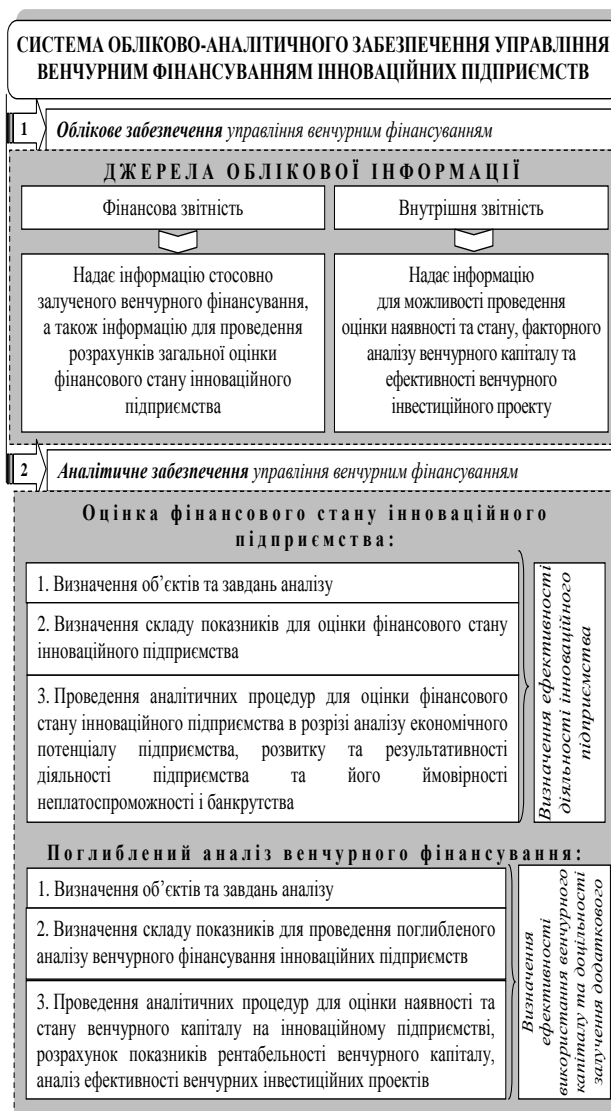 СИСТЕМА ОБЛІКОВО-АНАЛІТИЧНОГО ЗАБЕЗПЕЧЕННЯ УПРАВЛІННЯ
ВЕНЧУРНИМ ФІНАНСУВАННЯМ ІННОВАЦІЙНИХ ПІДПРИЄМСТВ
1
Облікове забезпечення управління венчурним фінансуванням
ДЖЕРЕЛА ОБЛІКОВОЇ ІНФОРМАЦІЇ
Фінансова звітність
Надає інформацію стосовно
залученого венчурного фінансування,
а також інформацію для проведення
розрахунків загальної оцінки
фінансового стану інноваційного
підприємства
Внутрішня звітність
Надає інформацію
для можливості проведення
оцінки наявності та стану, факторного
аналізу венчурного капіталу та
ефективності венчурного
інвестиційного проекту
2
Аналітичне забезпечення управління венчурним фінансуванням
Оцінка фінансового стану інноваційного
підприємства:
1. Визначення об’єктів та завдань аналізу
2. Визначення складу показників для оцінки фінансового стану
інноваційного підприємства
3. Проведення аналітичних процедур для оцінки фінансового
стану інноваційного підприємства в розрізі аналізу економічного
потенціалу підприємства, розвитку та результативності
діяльності підприємства та його ймовірності
неплатоспроможності і банкрутства
Визначення ефективності
діяльності інноваційного
підприємства
Поглиблений аналіз венчурного фінансування:
1. Визначення об’єктів та завдань аналізу
2. Визначення складу показників для проведення поглибленого
аналізу венчурного фінансування інноваційних підприємств
3. Проведення аналітичних процедур для оцінки наявності та
стану венчурного капіталу на інноваційному підприємстві,
розрахунок показників рентабельності венчурного капіталу,
аналіз ефективності венчурних інвестиційних проектів
Визначення
ефективності
використання венчурного
капіталу та доцільності
залучення додаткового